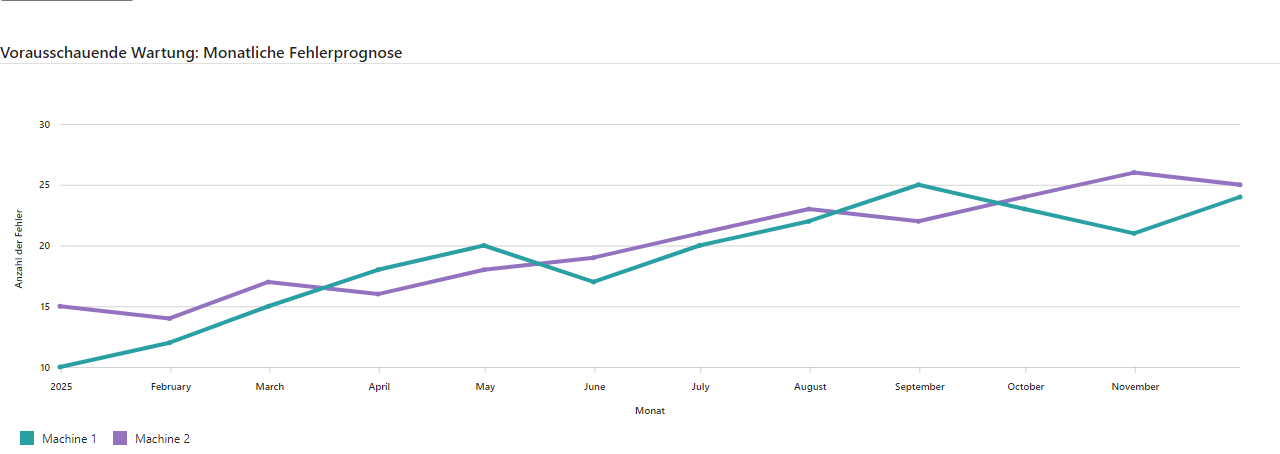 Vorausschauende Wartung: Monatliche Fehlerprognose
30
25
20
15
10
Anzahl der Fehler
2025 February March April May June July August September October November
Monat
Machine 1 Machine 2